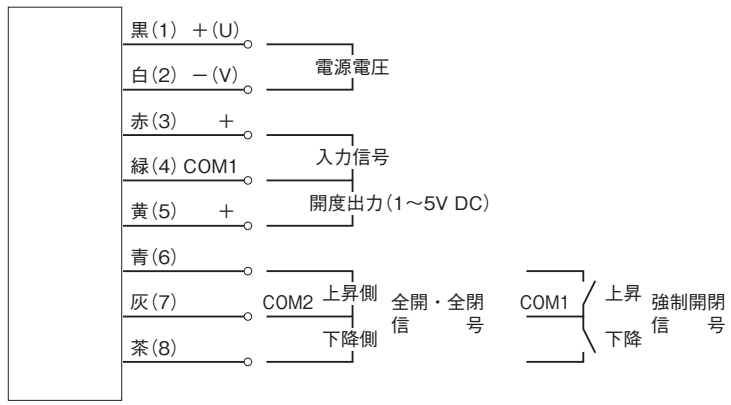 黒(1) +(U)
電源電圧
白(2) −(V)
赤(3) +
入力信号
緑(4) COM1
開度出力(1〜5V DC)
黄(5) +
青(6)
上昇側
灰(7) COM2
全開・全閉
信 号
下降側
茶(8)
COM1
上昇
下降
強制開閉
信 号